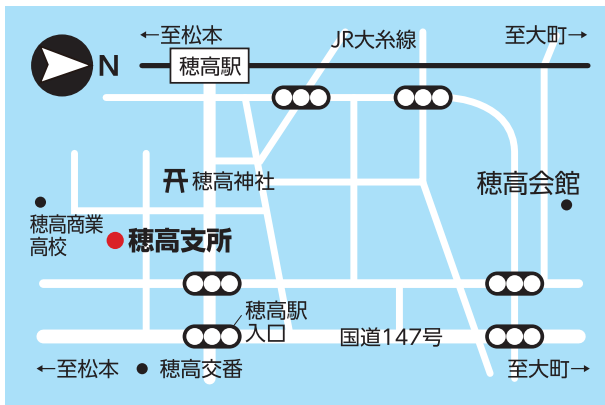 ←至松本
JR大糸線
至大町→
N
穂高駅
穂高神社
穂高会館
穂高商業
高校
穂高支所
穂高駅
入口
国道147号
←至松本
穂高交番
至大町→